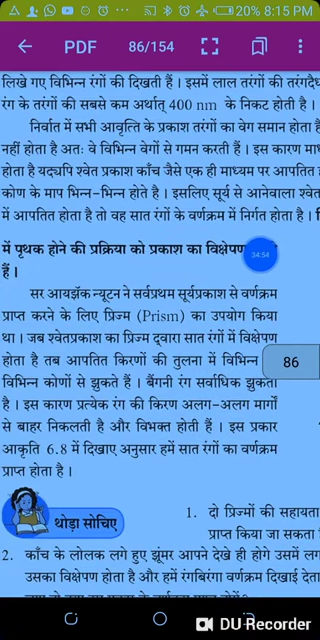 20% 8:15 PM
PDF 86/154
लिखे गए विभिन्न रंगों की दिखती हैं । इसमें लाल तरंगों की तरंगदै
रंग के तरंगों की सबसे कम अर्थात् 400 nm के निकट होती है ।
निर्वात में सभी आवृत्ति के प्रकाश तरंगों का वेग समान होता है
नहीं होता है अतः वे विभिन्न वेगों से गमन करती हैं । इस कारण माध
होता है यद्यपि श्वेत प्रकाश काँच जैसे एक ही माध्यम पर आपतित ह
कोण के माप भिन्न-भिन्न होते है । इसलिए सूर्य से आनेवाला श्वेत
में आपतित होता है तो वह सात रंगों के वर्णक्रम में निर्गत होता है ।
में पृथक होने की प्रक्रिया को प्रकाश का विक्षेपण
34:54
हैं ।
सर आयझॅक न्यूटन ने सर्वप्रथम सूर्यप्रकाश से वर्णक्रम
प्राप्त करने के लिए प्रिज्म (Prism) का उपयोग किया
था । जब श्वेतप्रकाश का प्रिज्म द्वारा सात रंगों में विक्षेपण
होता है तब आपतित किरणों की तुलना में विभिन्न
86
विभिन्न कोणों से झुकते हैं । बैंगनी रंग सर्वाधिक झुकता
है । इस कारण प्रत्येक रंग की किरण अलग-अलग मार्गो
से बाहर निकलती है और विभक्त होती हैं । इस प्रकार
आकृति 6.8 में दिखाए अनुसार हमें सात रंगों का वर्णक्रम
प्राप्त होता है ।
थोड़ा सोचिए
1. दो प्रिज्मों की सहायता
प्राप्त किया जा सकता
2. काँच के लोलक लगे हुए झूंमर आपने देखे ही होगे उसमें लग
उसका विक्षेपण होता है और हमें रंगबिरंगा वर्णक्रम दिखाई देता
DU Recorder